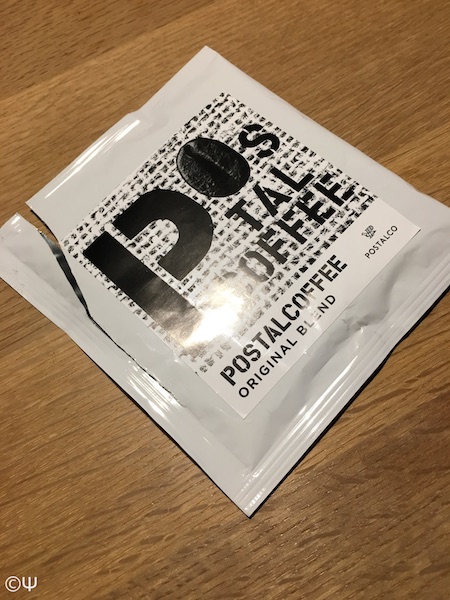 POS
TAL
COFFEE
POSTALCOFFEE
ORIGINAL BLEND
POSTALCO
©Ψ